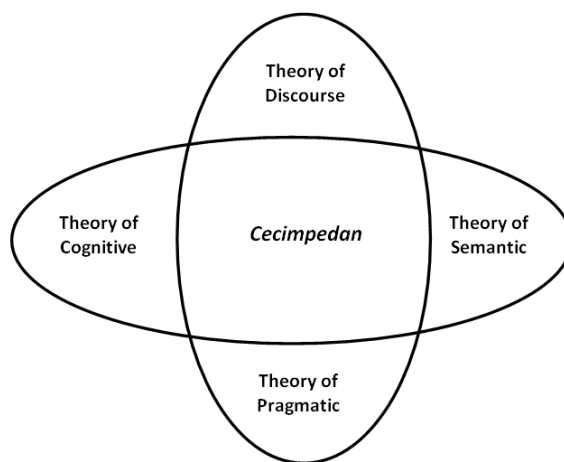 Theory of
Discourse
Theory of
Cognitive
Cecimpedan
Theory of
Semantic
Theory of
Pragmatic